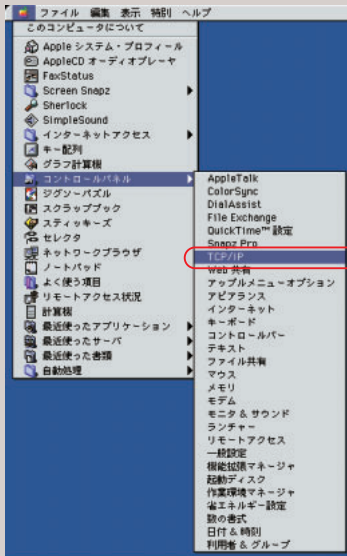 ファイル 編集 表示 特別 ヘルプ
このコンピュータについて
Apple システム・プロフィール
AppleCD オーディオプレーヤ
FaxStatus
Screen Snapz
Sherlock
SimpleSound
インターネットアクセス
キー配列
グラフ計算機
コントロールパネル
ジグソーパズル
スクラップブック
スティッキーズ
セレクタ
ネットワークブラウザ
ノートパッド
よく使う項目
リモートアクセス状況
計算機
最近使ったアプリケーション
最近使ったサーバ
最近使った書類
自動処理
AppleTalk
ColorSync
DialAssist
File Exchange
QuickTime™ 設定
Snapz Pro
TCP/IP
Web 共有
アップルメニューオプション
アピアランス
インターネット
キーボード
コントロールバー
テキスト
ファイル共有
マウス
メモリ
モデム
モニタ & サウンド
ランチャー
リモートアクセス
一般設定
機能拡張マネージャ
起動ディスク
作業環境マネージャ
省エネルギー設定
数の書式
日付 & 時刻
利用者 & グループ